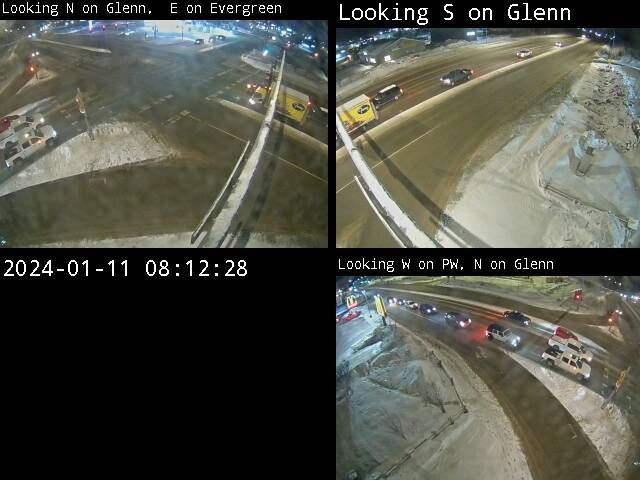 Looking N on Glenn,  E on Evergreen
Looking S on Glenn
2024-01-11 08:12:28
Looking W on PW, N on Glenn